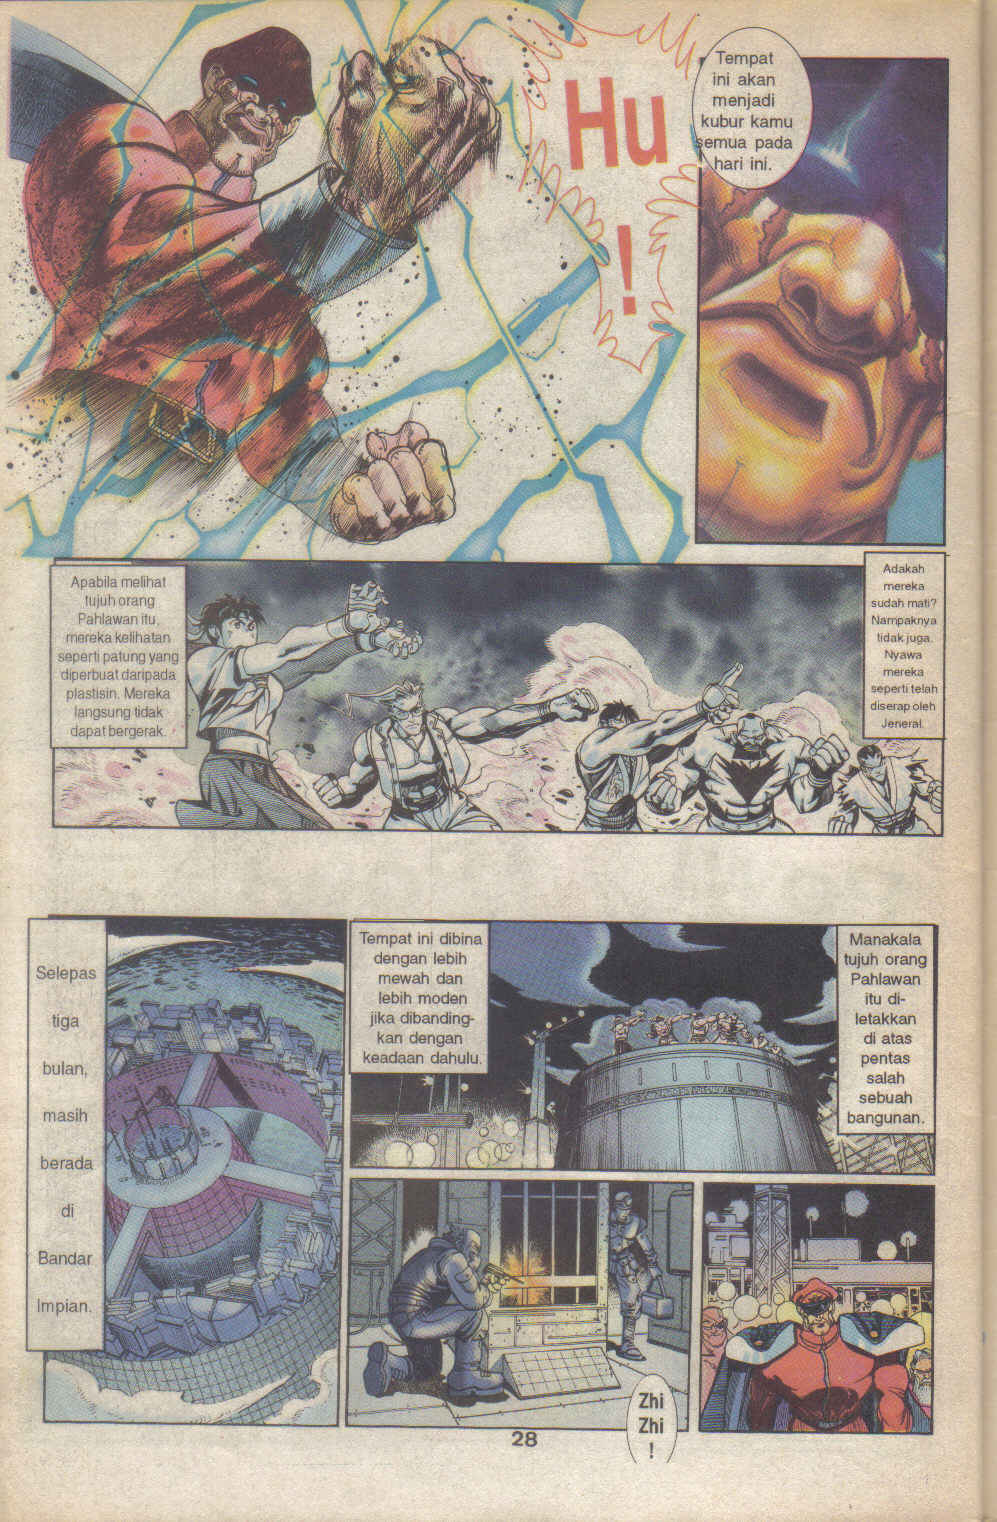 Hu
!
Tempat
ini akan
menjadi
kubur kamu
semua pada
hari ini.
Apabila melihat
tujuh orang
Pahlawan itu,
mereka kelihatan
seperti patung yang
diperbuat daripada
plastisin. Mereka
langsung tidak
dapat bergerak.
Adakah
mereka
sudah mati?
Nampaknya
tidak juga.
Nyawa
mereka
seperti telah
diserap oleh
Jeneral.
Selepas
tiga
bulan,
masih
berada
di
Bandar
Impian.
Tempat ini dibina
dengan lebih
mewah dan
lebih moden
jika dibanding-
kan dengan
keadaan dahulu.
Manakala
tujuh orang
Pahlawan
itu di-
letakkan
di atas
pentas
salah
sebuah
bangunan.
Zhi
Zhi
!
28